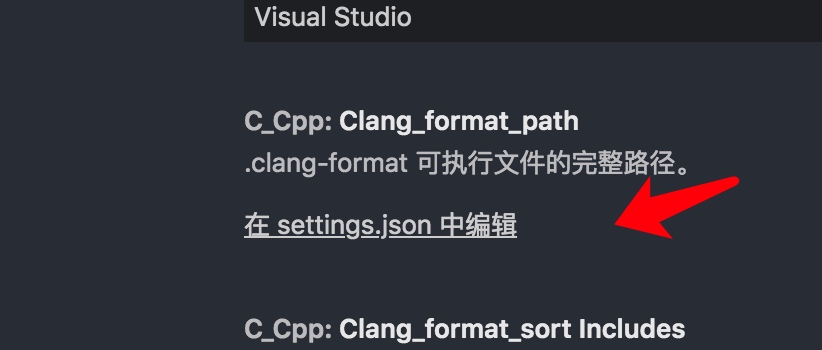 Visual Studio
C_Cpp: Clang_format_path
.clang-format 可执行文件的完整路径。
在 settings.json 中编辑
C_Cpp: Clang_format_sort Includes